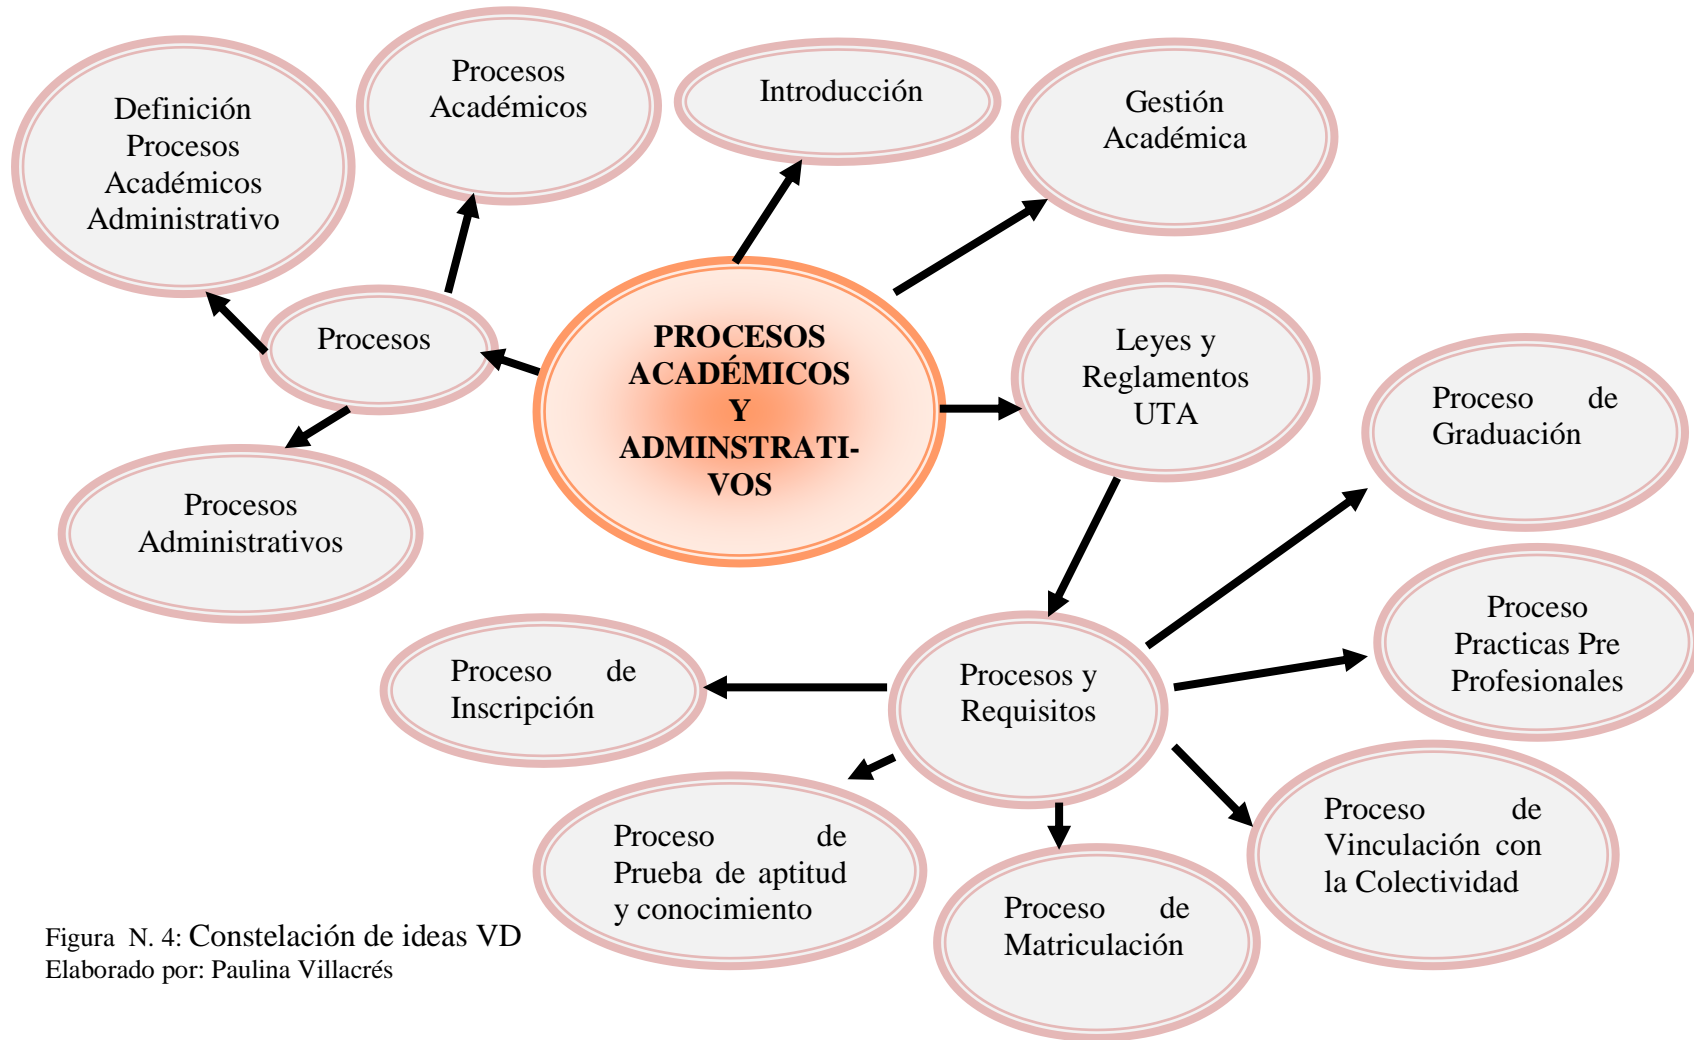 Definición
Procesos
Académicos
Administrativo
Procesos
Académicos
Introducción
Gestión
Académica
Procesos
PROCESOS
ACADÉMICOS
Y
ADMINSTRATI-
VOS
Leyes y
Reglamentos
UTA
Proceso de
Graduación
Procesos
Administrativos
Proceso
Practicas Pre
Profesionales
Proceso de
Inscripción
Procesos y
Requisitos
Proceso de
Prueba de aptitud
y conocimiento
Proceso de
Matriculación
Proceso de
Vinculación con
la Colectividad
Figura N. 4: Constelación de ideas VD
Elaborado por: Paulina Villacrés